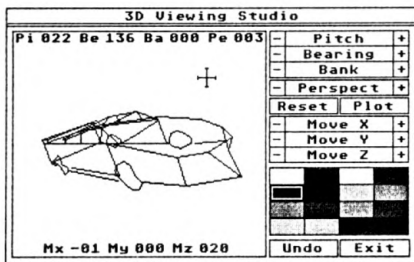 3D Viewing Studio
Pi 022 Be 136 Ba 000 Pe 003
- Pitch +
- Bearing +
- Bank +
- Perspect +
Reset Plot
- Move X +
- Move Y +
- Move Z +
Mx -01 My 000 Mz 020
Undo Exit